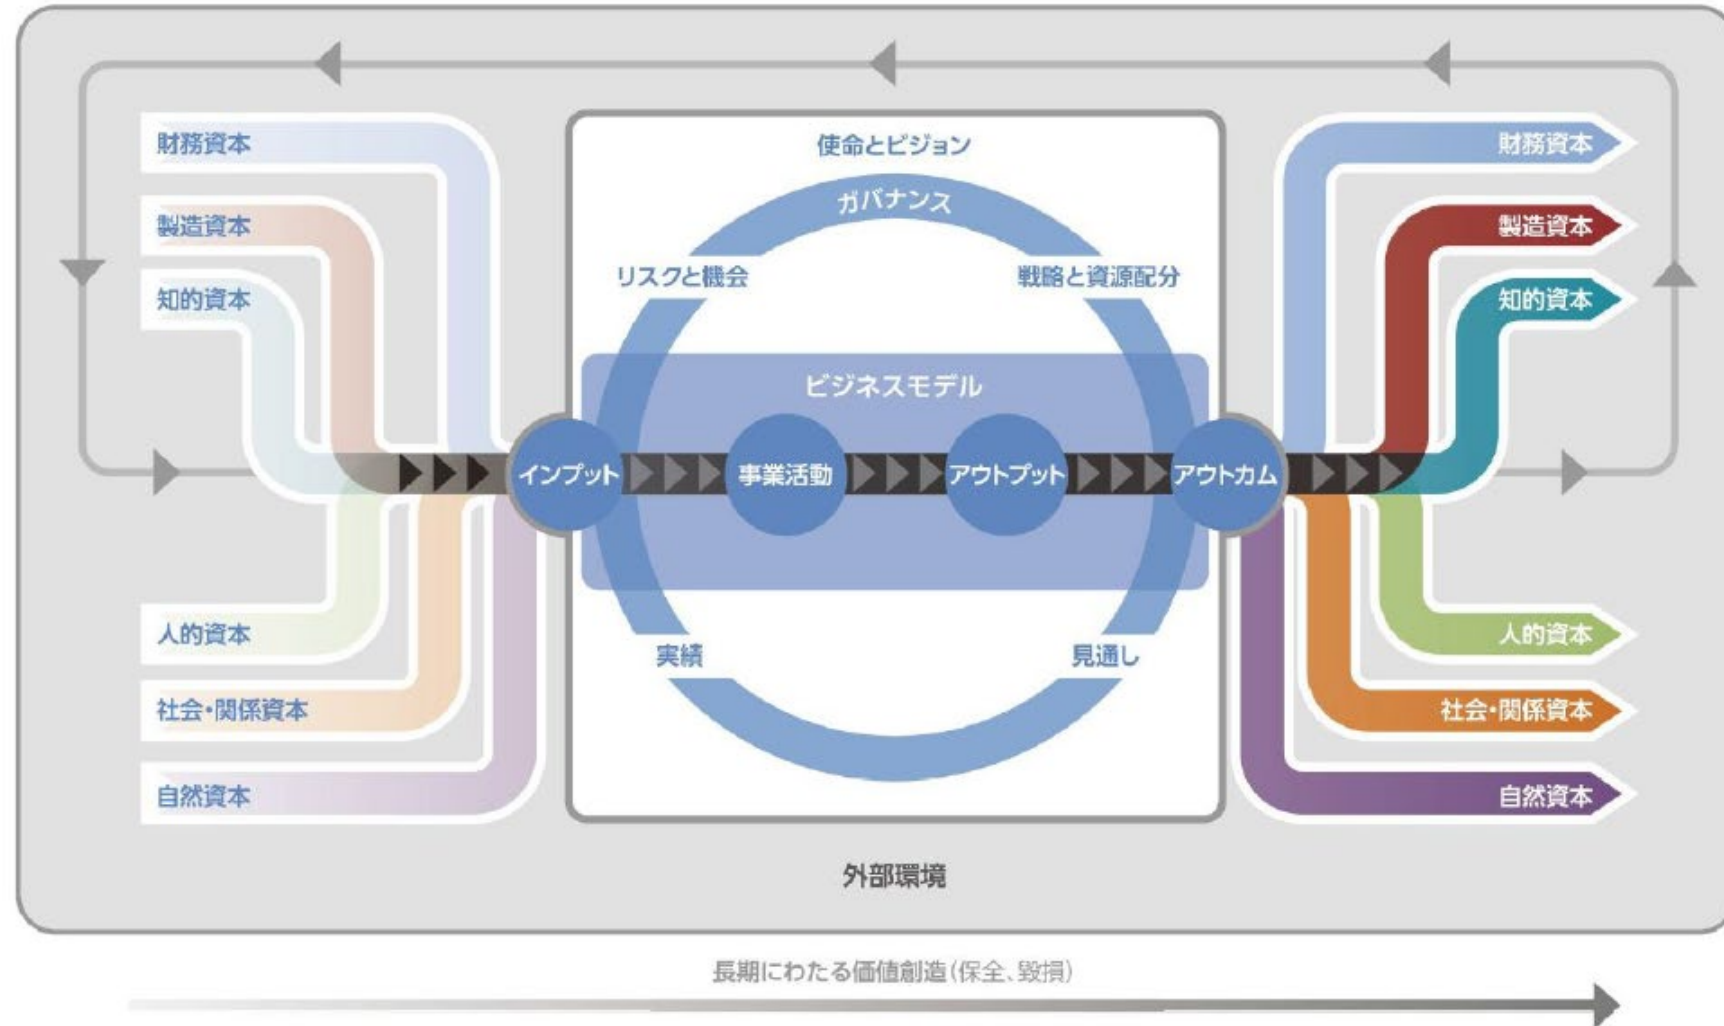 財務資本
製造資本
知的資本
人的資本
社会・関係資本
自然資本
使命とビジョン
ガバナンス
リスクと機会
戦略と資源配分
ビジネスモデル
インプット
事業活動
アウトプット
アウトカム
実績
見通し
財務資本
製造資本
知的資本
人的資本
社会・関係資本
自然資本
外部環境
長期にわたる価値創造(保全、毀損)